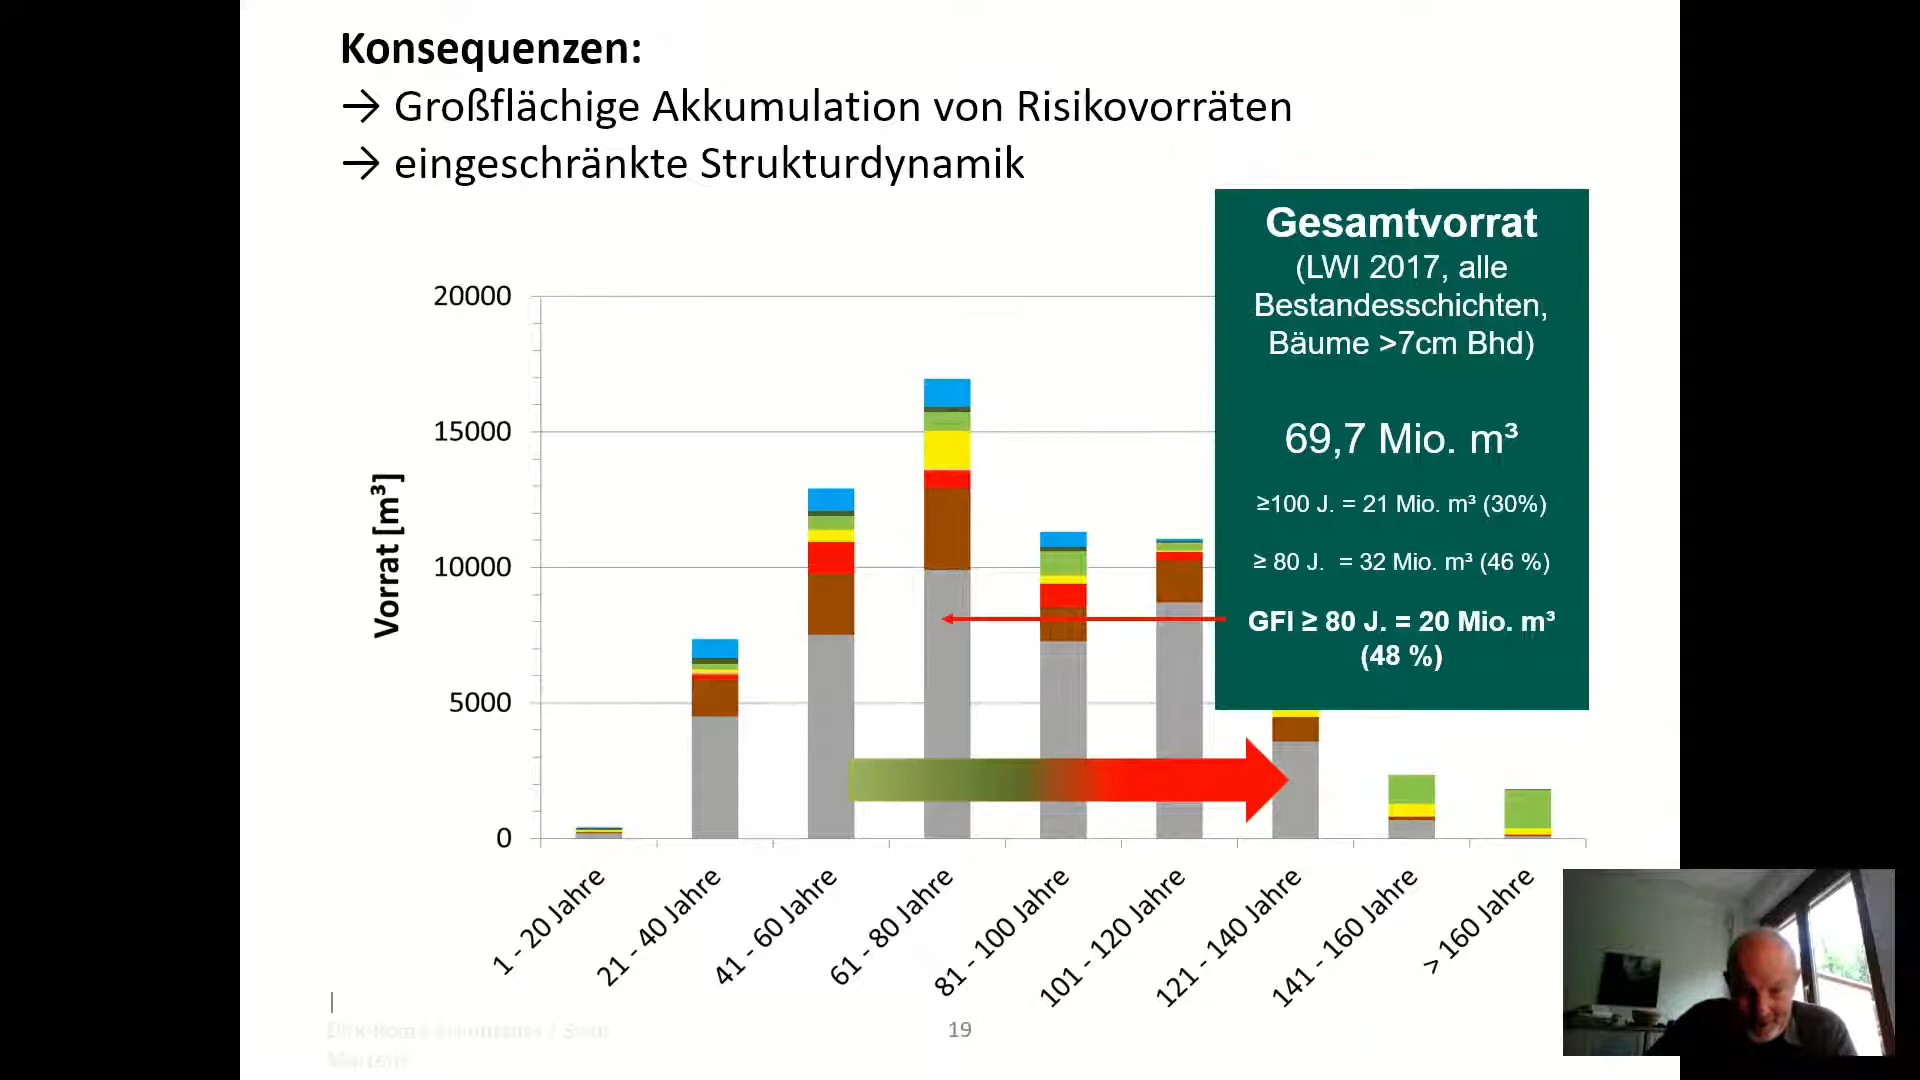 Konsequenzen:
→ Großflächige Akkumulation von Risikovorräten
→ eingeschränkte Strukturdynamik
Gesamtvorrat
(LWI 2017, alle
Bestandesschichten,
Bäume >7cm Bhd)
69,7 Mio. m³
≥100 J. = 21 Mio. m³ (30%)
≥ 80 J. = 32 Mio. m³ (46 %)
GFI ≥ 80 J. = 20 Mio. m³
(48 %)
Vorrat [m³]
20000
15000
10000
5000
0
1 - 20 Jahre
21 - 40 Jahre
41 - 60 Jahre
61 - 80 Jahre
81 - 100 Jahre
101 - 120 Jahre
121 - 140 Jahre
141 - 160 Jahre
> 160 Jahre
19